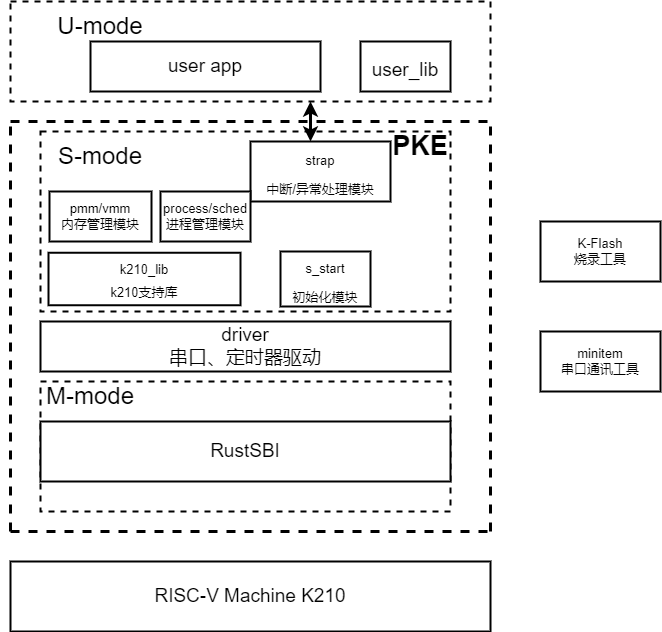 U-mode
user app
user_lib
PKE
S-mode
strap
中断/异常处理模块
pmm/vmm
内存管理模块
process/sched
进程管理模块
k210_lib
k210支持库
s_start
初始化模块
K-Flash
烧录工具
driver
串口、定时器驱动
minitem
串口通讯工具
M-mode
RustSBI
RISC-V Machine K210